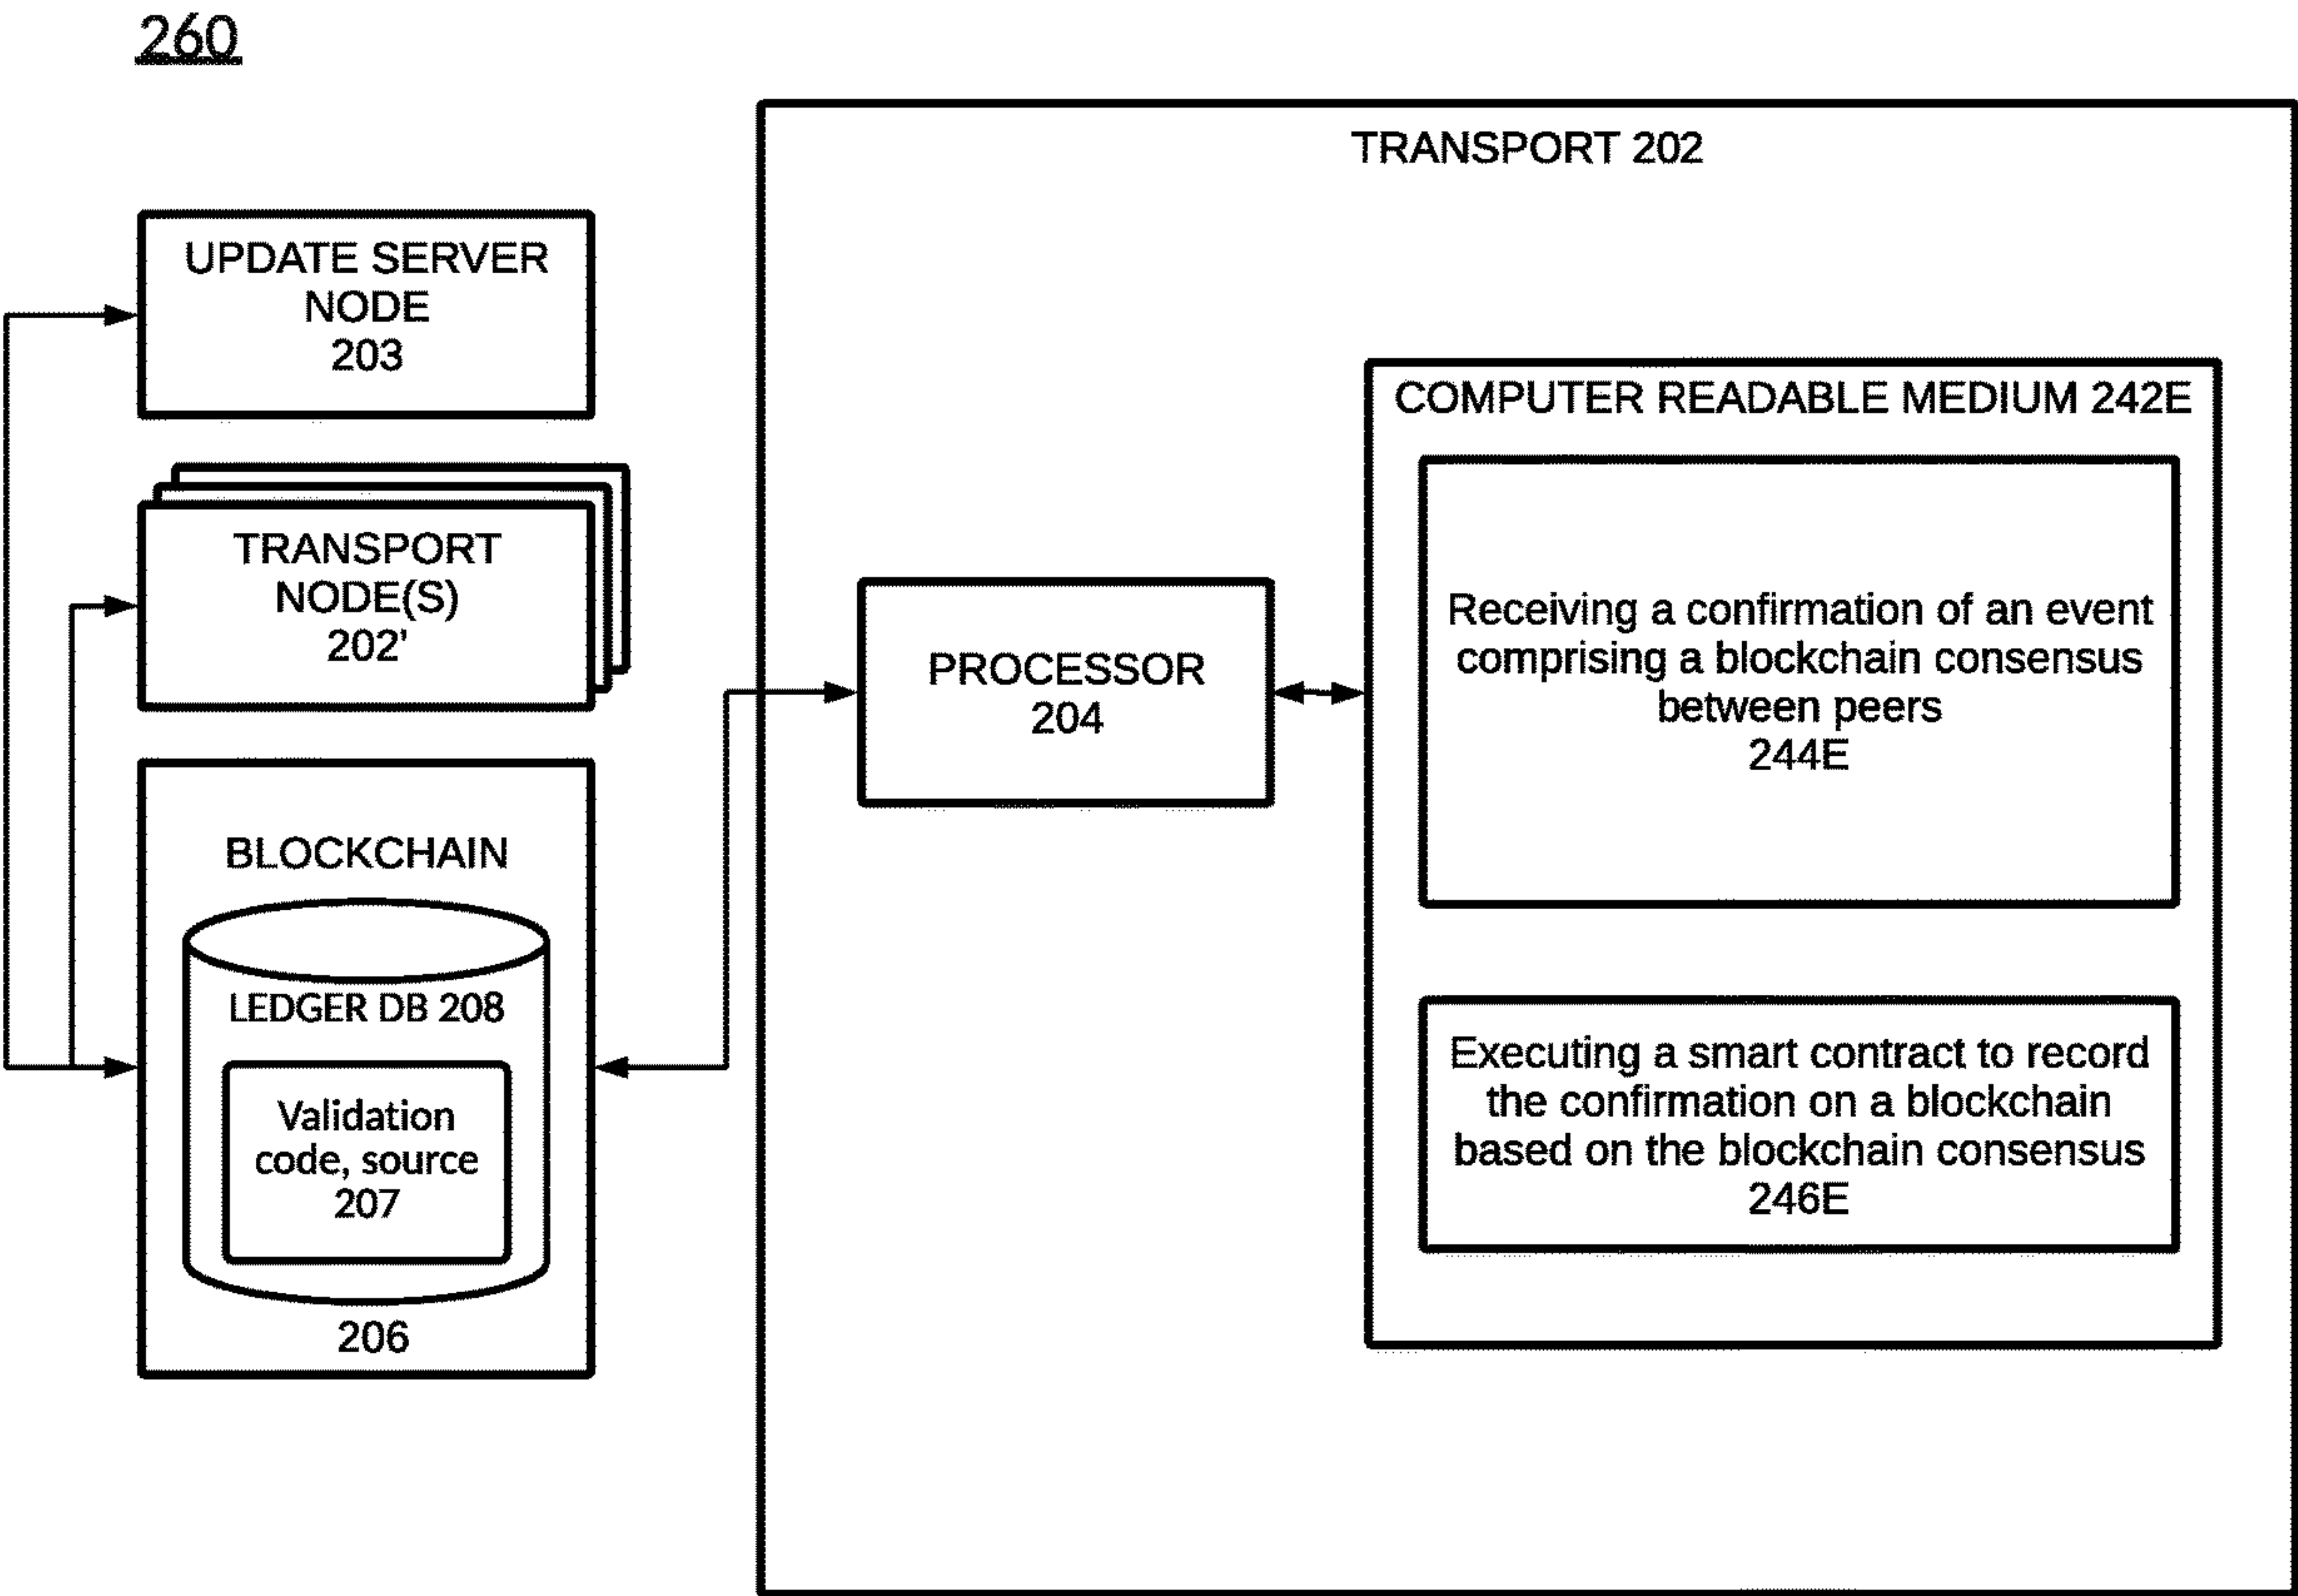 260
UPDATE SERVER
NODE
203
TRANSPORT
NODE(S)
202’
BLOCKCHAIN
LEDGER DB 208
Validation
code, source
207
206
TRANSPORT 202
PROCESSOR
204
COMPUTER READABLE MEDIUM 242E
Receiving a confirmation of an event
comprising a blockchain consensus
between peers
244E
Executing a smart contract to record
the confirmation on a blockchain
based on the blockchain consensus
246E